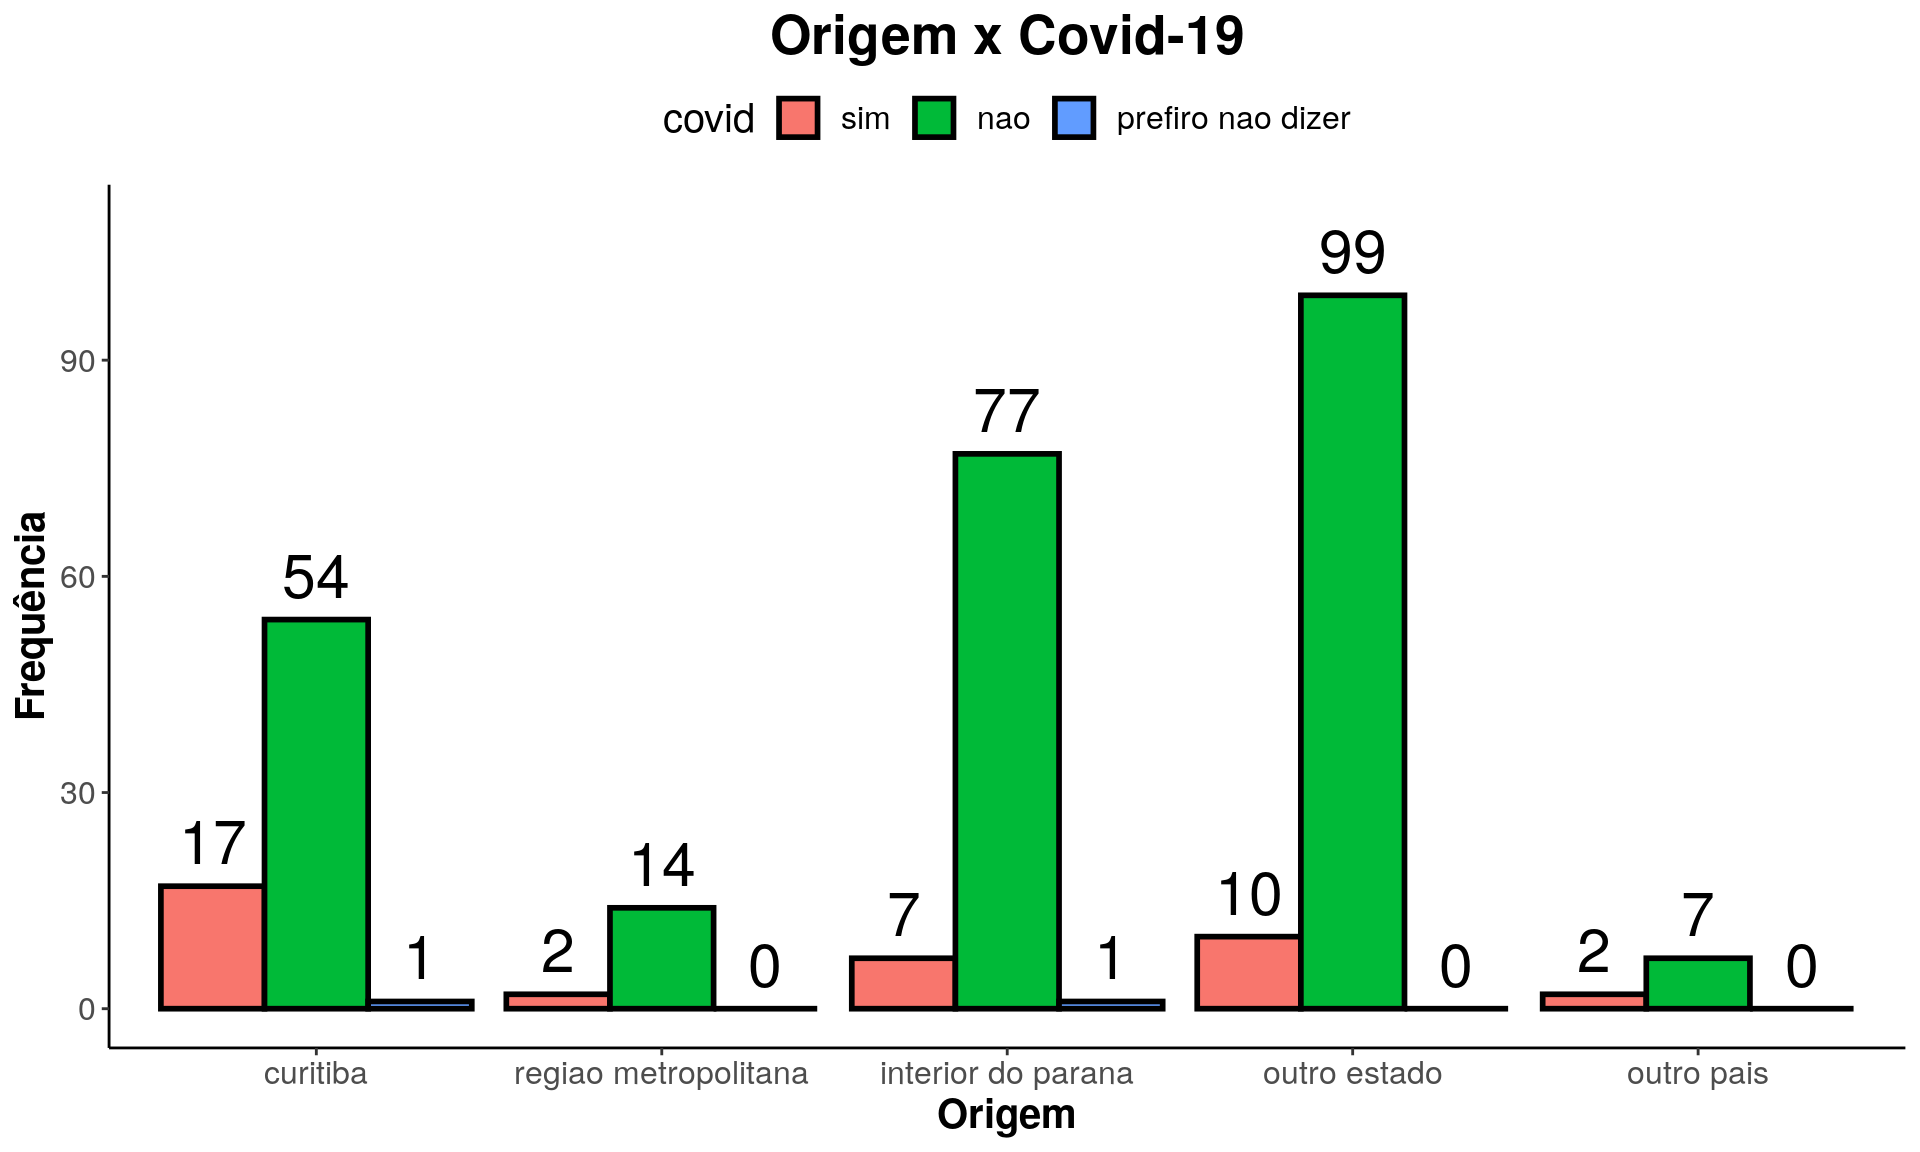 Origem x Covid-19
covid sim nao prefiro nao dizer
Frequência
90
60
30
0
17 54 1
2 14 0
7 77 1
10 99 0
2 7 0
curitiba regiao metropolitana interior do parana outro estado outro pais
Origem